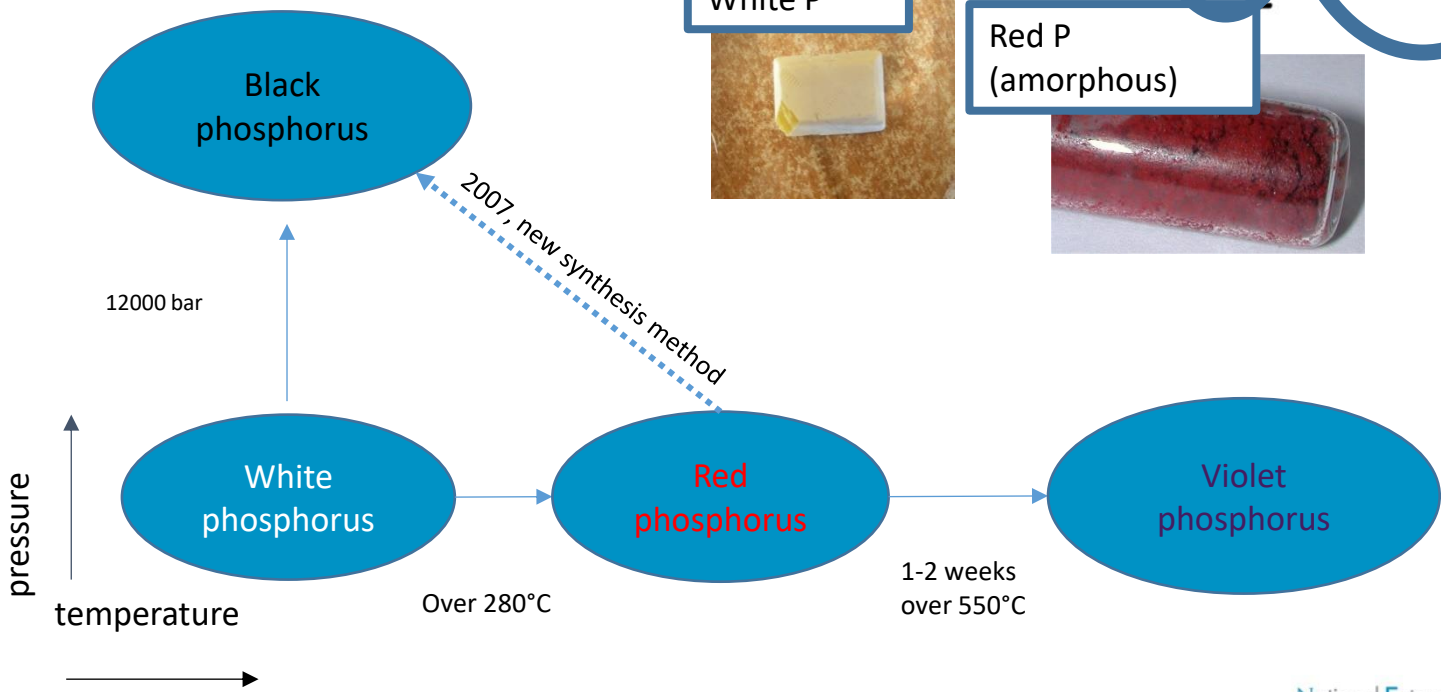 White P
Red P
(amorphous)
Black
phosphorus
2007, new synthesis method
12000 bar
White
phosphorus
Red
phosphorus
Violet
phosphorus
pressure
temperature
Over 280°C
1-2 weeks
over 550°C